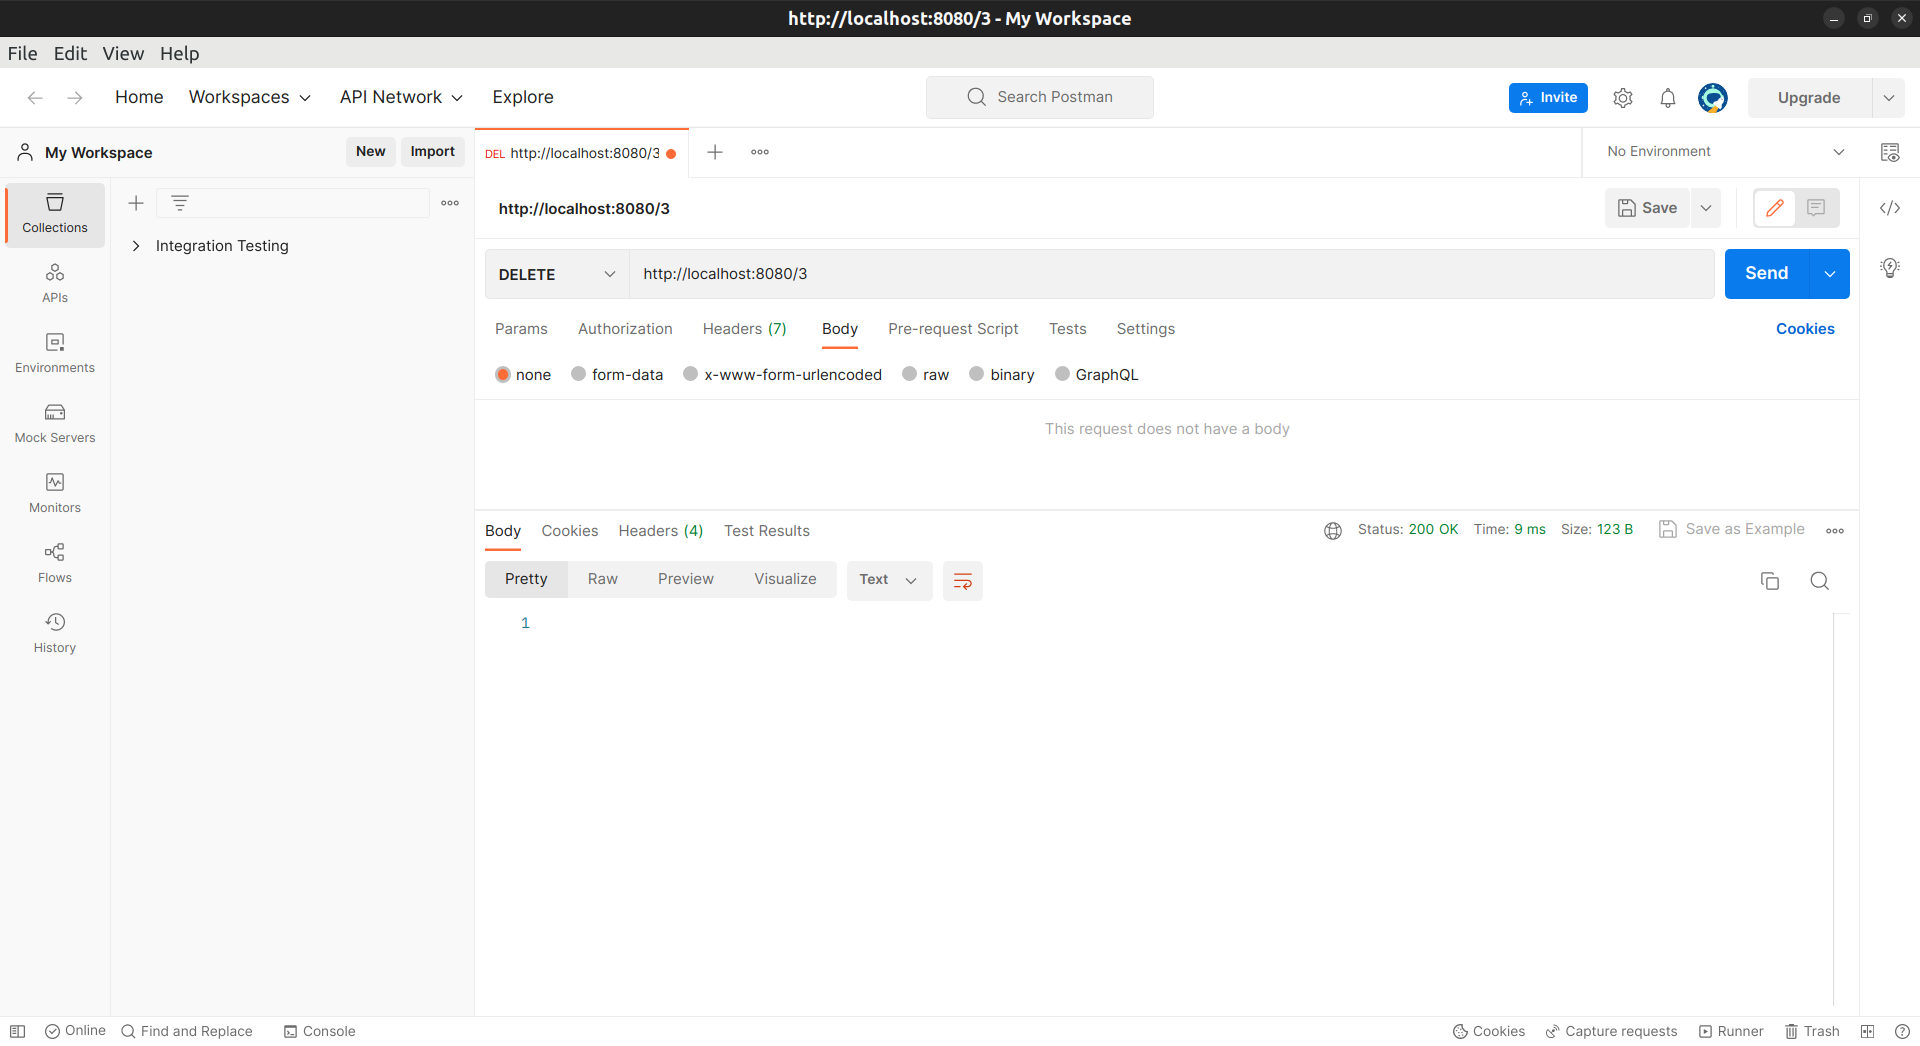 http://localhost:8080/3 - My Workspace
File Edit View Help
Home Workspaces API Network Explore
Search Postman
Invite
Upgrade
My Workspace
New Import
DEL http://localhost:8080/3
No Environment
Collections
Integration Testing
http://localhost:8080/3
Save
APIs
DELETE http://localhost:8080/3
Send
Environments
Params Authorization Headers (7) Body Pre-request Script Tests Settings
Cookies
none form-data x-www-form-urlencoded raw binary GraphQL
Mock Servers
This request does not have a body
Monitors
Body Cookies Headers (4) Test Results
Status: 200 OK Time: 9 ms Size: 123 B
Save as Example
Flows
Pretty Raw Preview Visualize Text
1
History
Online Find and Replace Console
Cookies Capture requests Runner Trash